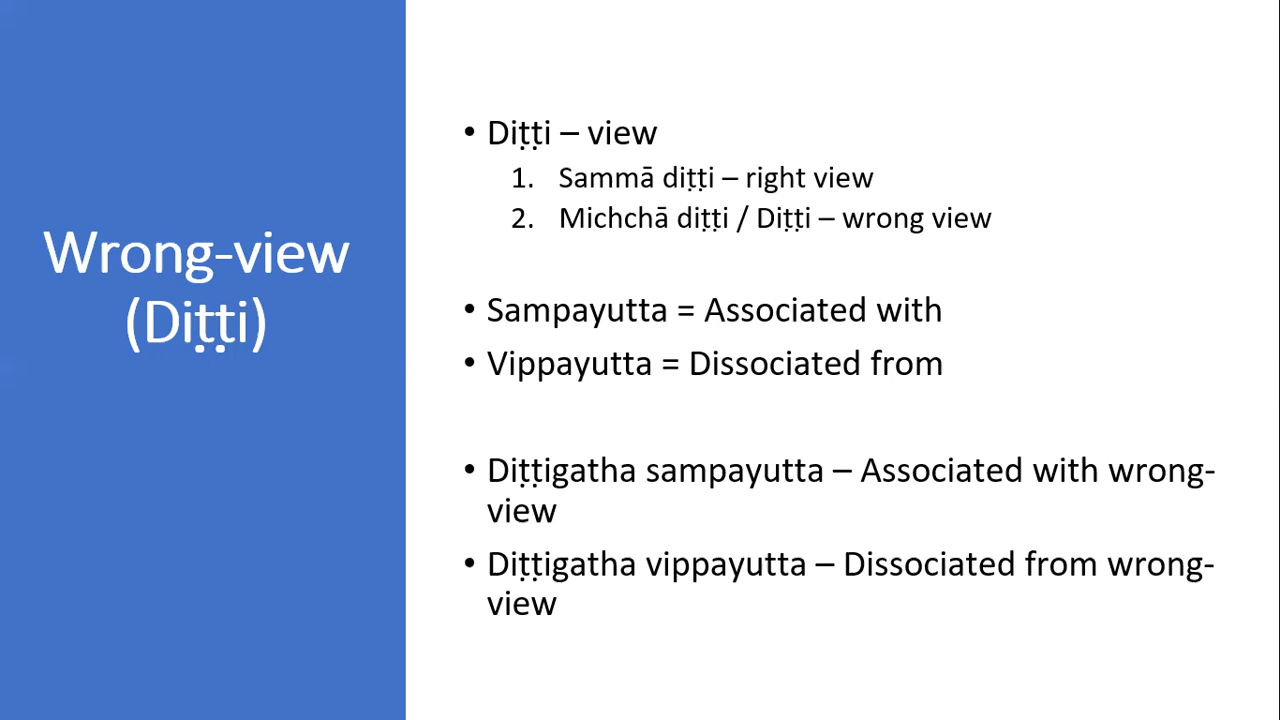 Wrong-view
(Diṭṭi)
• Diṭṭi – view
1. Sammā diṭṭi – right view
2. Michchā diṭṭi / Diṭṭi – wrong view
• Sampayutta = Associated with
• Vippayutta = Dissociated from
• Diṭṭigatha sampayutta – Associated with wrong-
view
• Diṭṭigatha vippayutta – Dissociated from wrong-
view